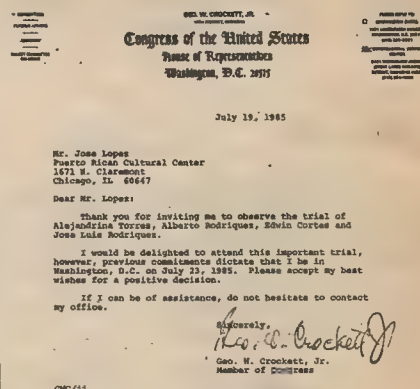 GEO. W. CROCKETT, JR.
Congress of the United States
House of Representatives
Washington, D.C. 20515
July 19, 1985
Mr. Jose Lopez
Puerto Rican Cultural Center
1671 N. Claremont
Chicago, IL 60647
Dear Mr. Lopez:
Thank you for inviting me to observe the trial of
Alejandrina Torres, Alberto Rodriquez, Edwin Cortes and
Jose Luis Rodriquez.
I would be delighted to attend this important trial,
however, previous commitments dictate that I be in
Washington, D.C. on July 23, 1985. Please accept my best
wishes for a positive decision.
If I can be of assistance, do not hesitate to contact
my office.
Sincerely,
Geo. W. Crockett Jr
Geo. W. Crockett, Jr.
Member of Congress